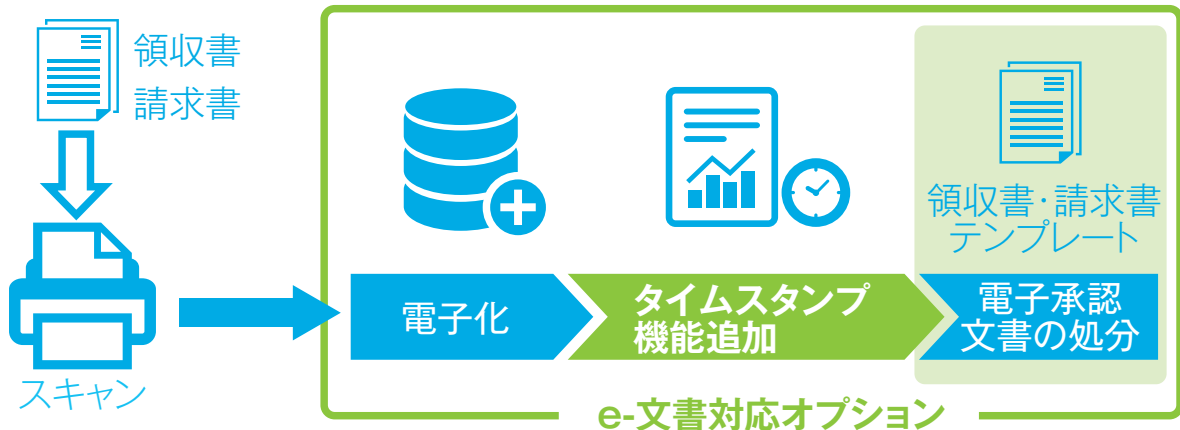 領収書
請求書
スキャン
電子化
タイムスタンプ
機能追加
領収書・請求書
テンプレート
電子承認
文書の処分
e-文書対応オプション